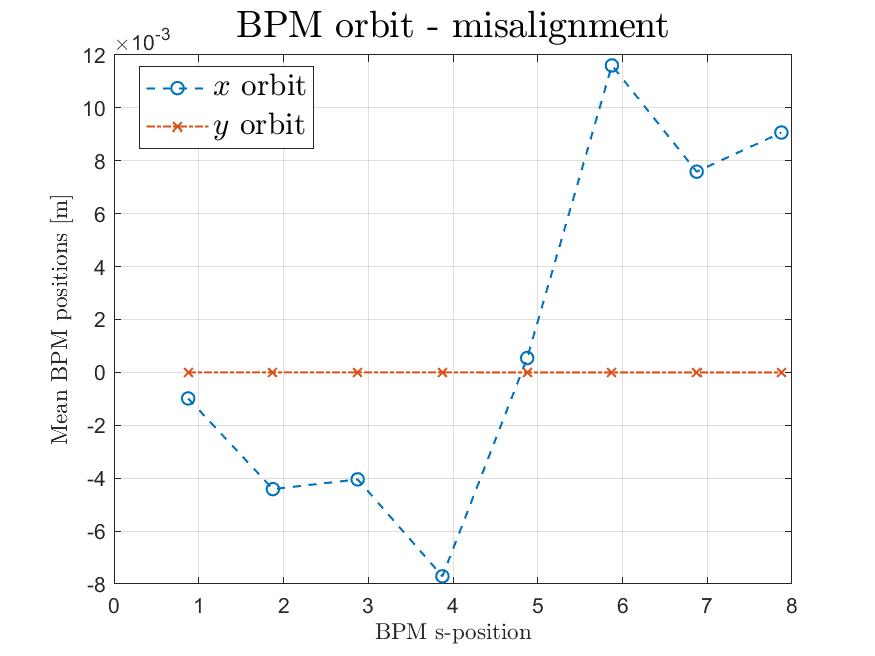 BPM orbit - misalignment
×10-3
12
10
8
6
4
2
0
-2
-4
-6
-8
x orbit
y orbit
Mean BPM positions [m]
0 1 2 3 4 5 6 7 8
BPM s-position